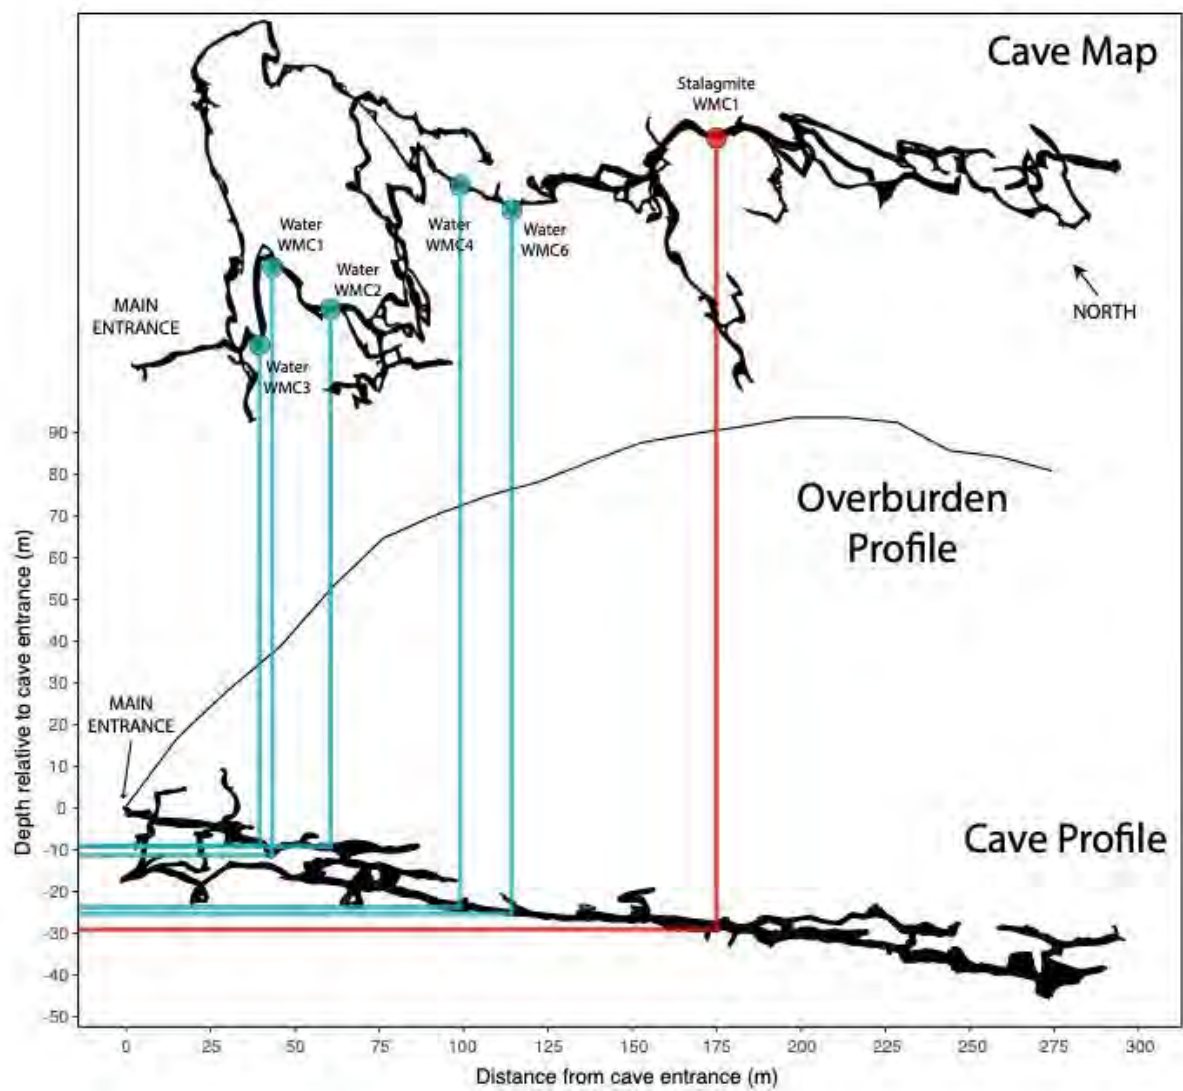 Cave Map
Stalagmite
WMC1
Water
WMC1
Water
WMC4
Water
WMC6
Water
WMC2
MAIN
ENTRANCE
NORTH
Water
WMC3
90
80
70
60
50
40
30
20
10
0
-10
-20
-30
-40
-50
Depth relative to cave entrance (m)
Overburden
Profile
MAIN
ENTRANCE
Cave Profile
0 25 50 75 100 125 150 175 200 225 250 275 300
Distance from cave entrance (m)